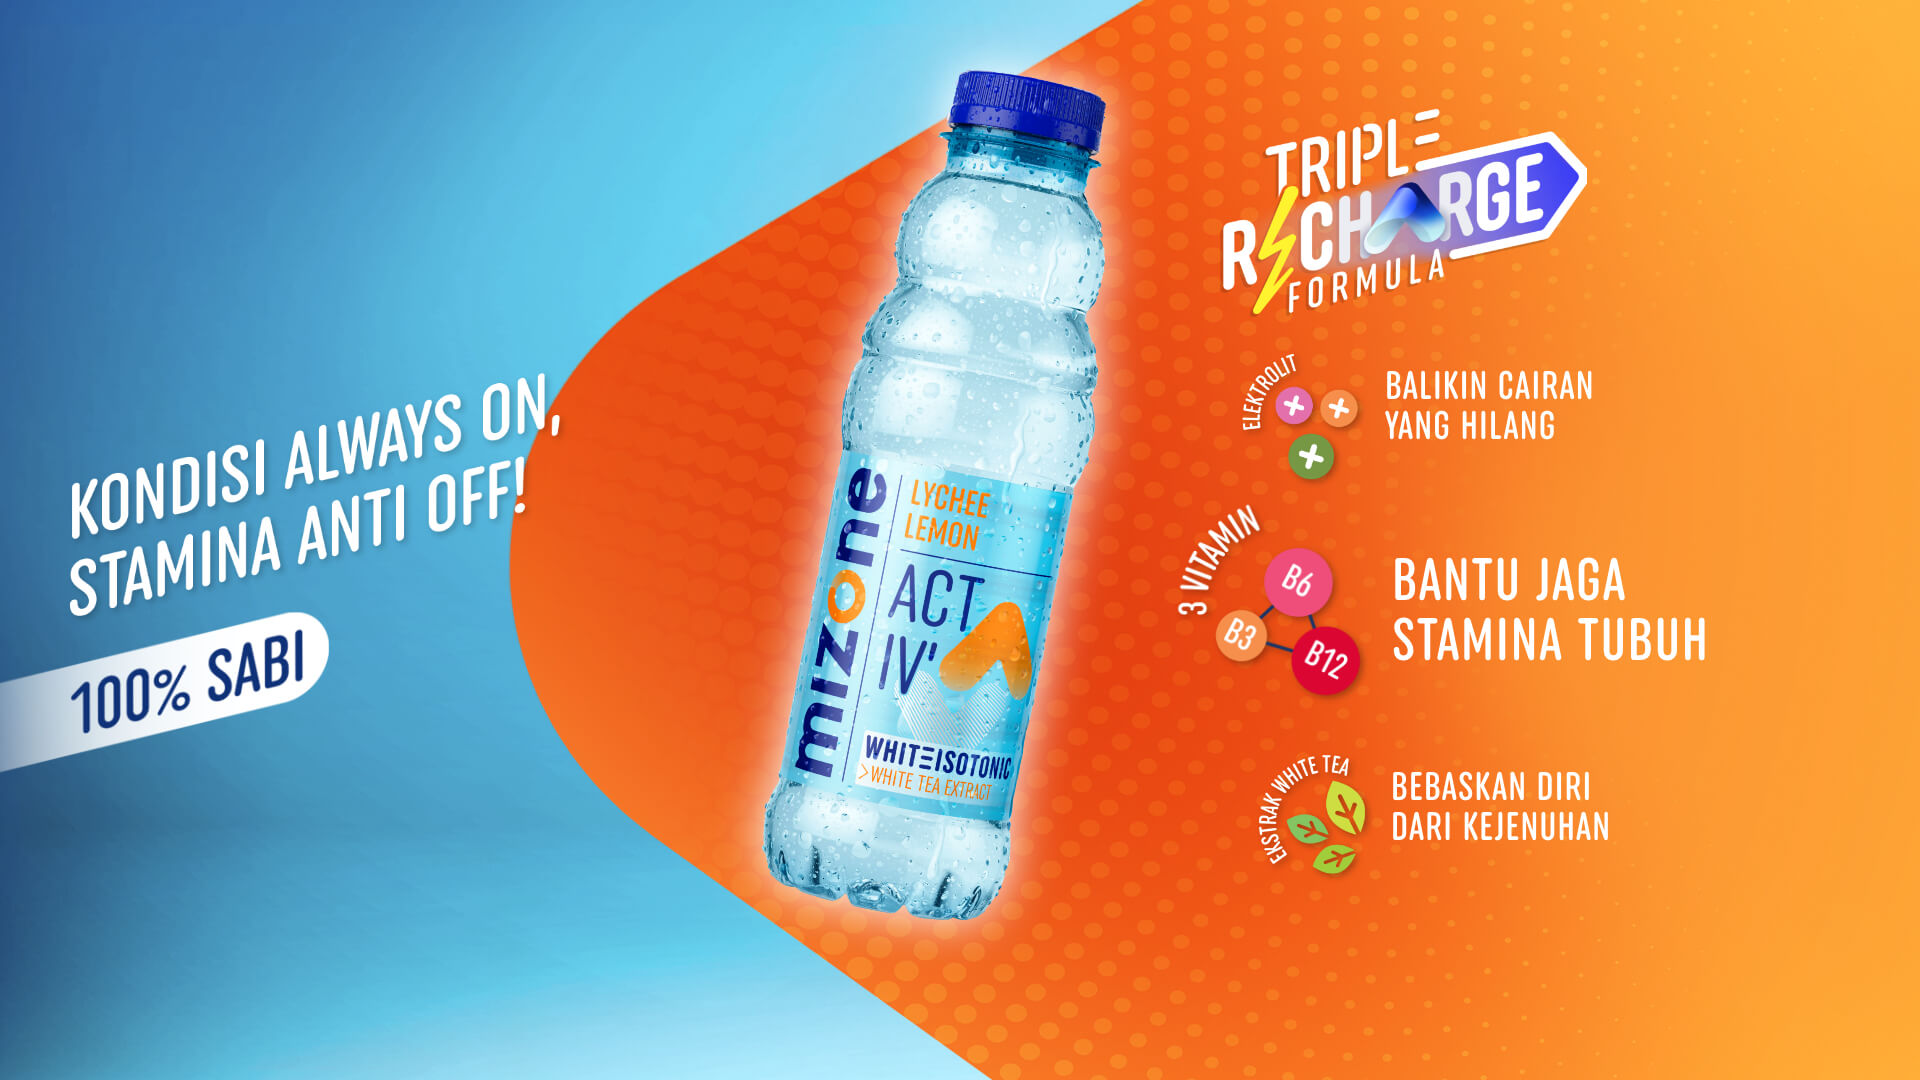 KONDISI ALWAYS ON,
STAMINA ANTI OFF!
100% SABI
mizone
LYCHEE
LEMON
ACT
IV'
WHITEISOTONIC
>WHITE TEA EXTRACT
TRIPLE
RECHARGE
FORMULA
ELEKTROLIT
BALIKIN CAIRAN
YANG HILANG
3 VITAMIN
B6
B3
B12
BANTU JAGA
STAMINA TUBUH
EKSTRAK WHITE TEA
BEBASKAN DIRI
DARI KEJENUHAN